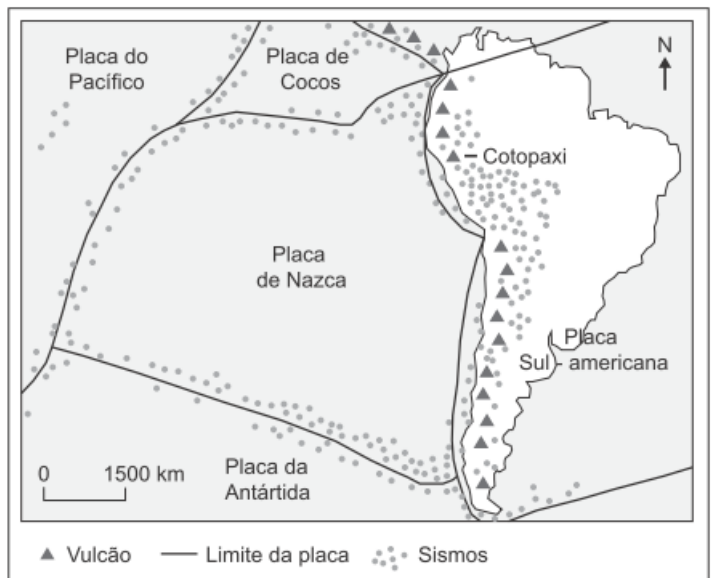 Placa do
Pacífico
Placa de
Cocos
N
Cotopaxi
Placa
de Nazca
Placa
Sul - americana
Placa da
Antártida
0 1500 km
Vulcão Limite da placa Sismos